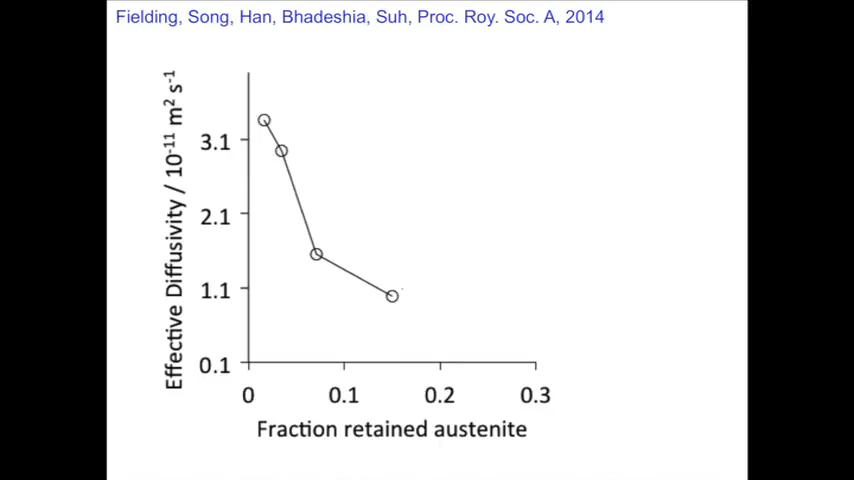 Fielding, Song, Han, Bhadeshia, Suh, Proc. Roy. Soc. A, 2014
Effective Diffusivity / 10⁻¹¹ m² s⁻¹
3.1
2.1
1.1
0.1
0 0.1 0.2 0.3
Fraction retained austenite